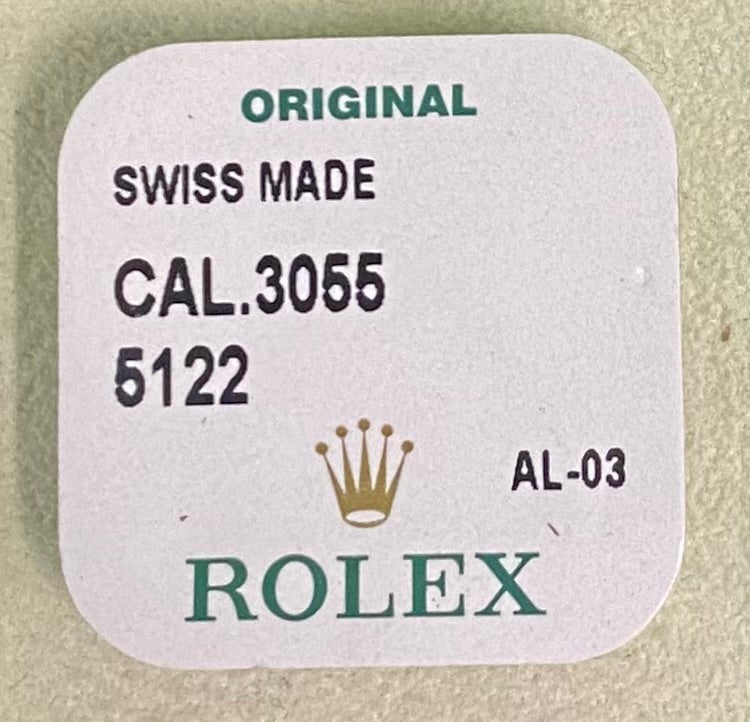 ORIGINAL
SWISS MADE
CAL.3055
5122
AL-03
ROLEX